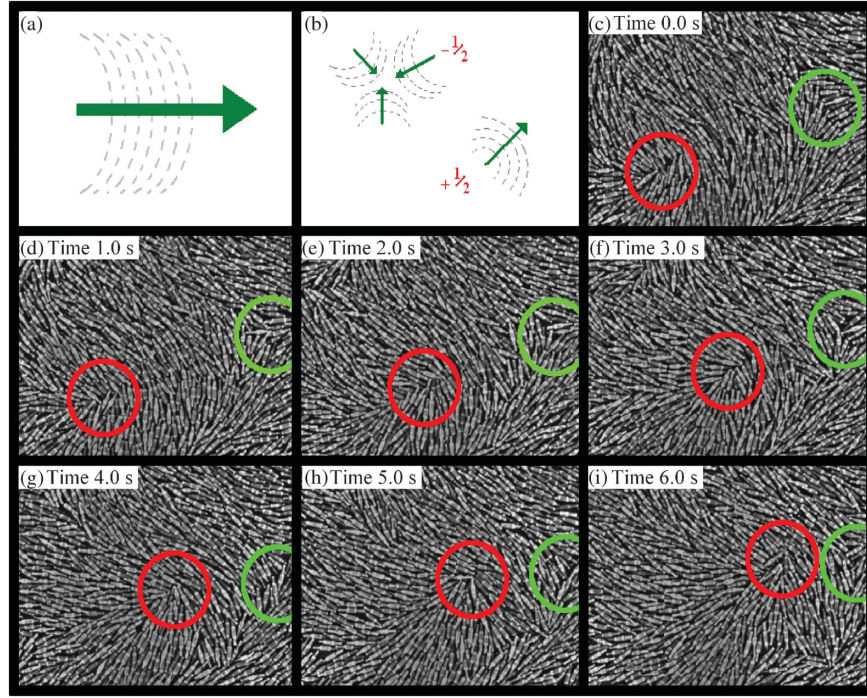 (a)
(b)
- 1/2
+ 1/2
(c) Time 0.0 s
(d) Time 1.0 s
(e) Time 2.0 s
(f) Time 3.0 s
(g) Time 4.0 s
(h) Time 5.0 s
(i) Time 6.0 s